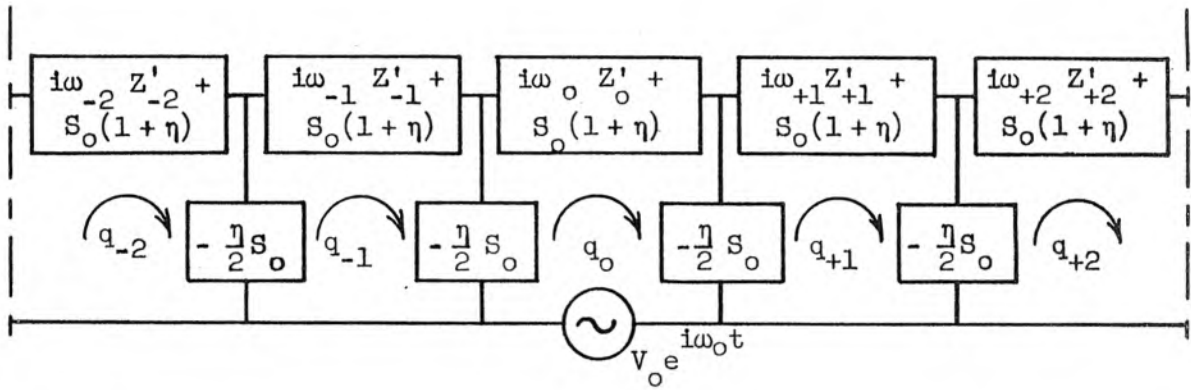 iω₋₂ Z'₋₂ +
S₀(1 + η)
iω₋₁ Z'₋₁ +
S₀(1 + η)
iω₀ Z'₀ +
S₀(1 + η)
iω₊₁Z'₊₁ +
S₀(1 + η)
iω₊₂ Z'₊₂ +
S₀(1 + η)
q₋₂
- η/2 S₀
q₋₁
- η/2 S₀
q₀
- η/2 S₀
q₊₁
- η/2 S₀
q₊₂
V₀e^{iω₀t}